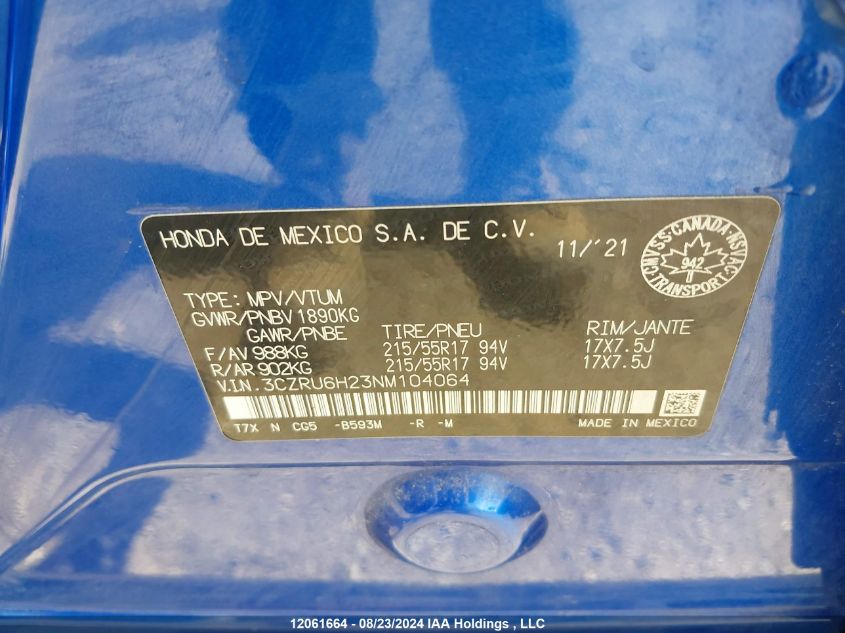 HONDA DE MEXICO S.A. DE C.V. 11/'21
CMVSS · CANADA · NSVAC
942
TRANSPORT
TYPE: MPV/VTUM
GVWR/PNBV 1890KG
GAWR/PNBE TIRE/PNEU RIM/JANTE
F/AV 988KG 215/55R17 94V 17X7.5J
R/AR 902KG 215/55R17 94V 17X7.5J
V.I.N. 3CZRU6H23NM104064
T7X N CG5 -B593M -R -M MADE IN MEXICO
12061664 - 08/23/2024 IAA Holdings , LLC